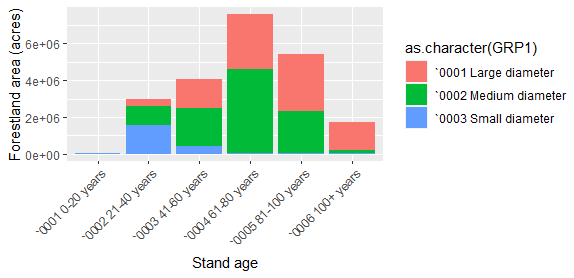 Forestland area (acres)
6e+06
4e+06
2e+06
0e+00
`0001 0-20 years
`0002 21-40 years
`0003 41-60 years
`0004 61-80 years
`0005 81-100 years
`0006 100+ years
Stand age
as.character(GRP1)
`0001 Large diameter
`0002 Medium diameter
`0003 Small diameter